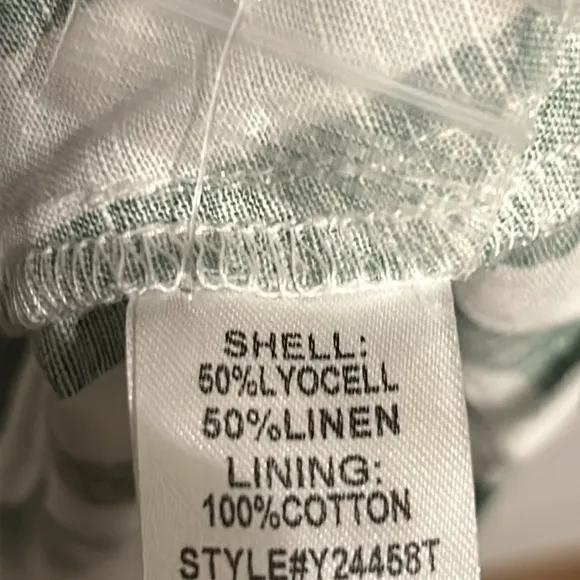 SHELL:
50%LYOCELL
50%LINEN
LINING:
100%COTTON
STYLE#Y24458T